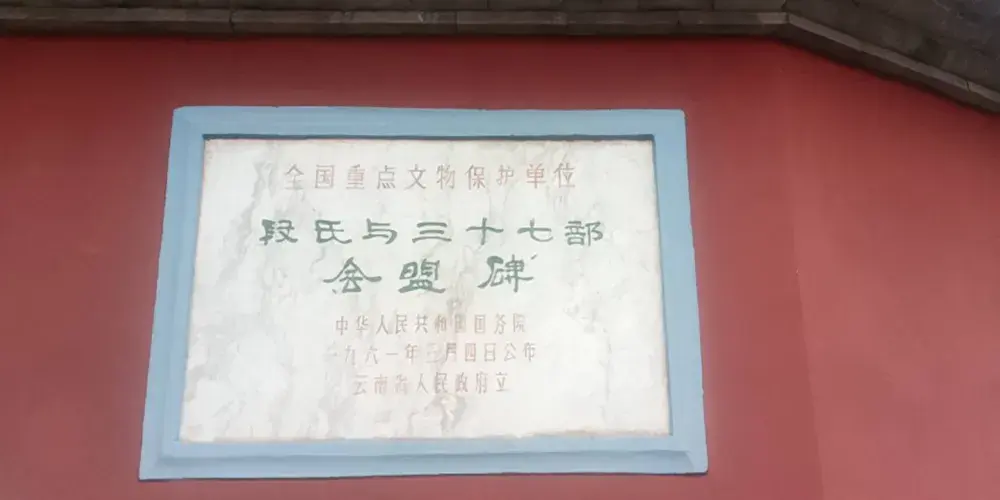 全国重点文物保护单位
段氏与三十七部
会盟碑
中华人民共和国国务院
一九六一年三月四日公布
云南省人民政府立